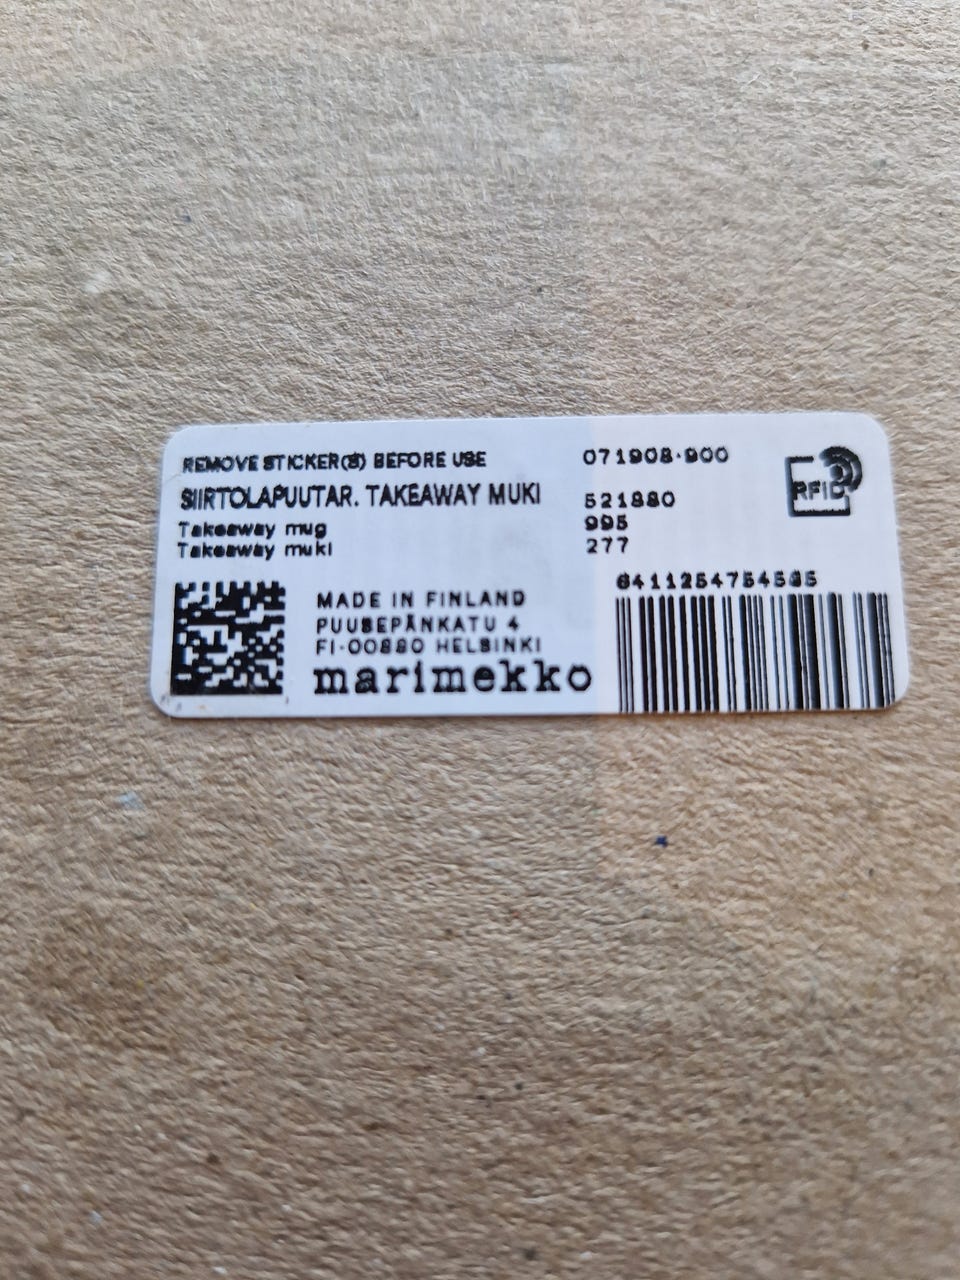 REMOVE STICKER(S) BEFORE USE
SIIRTOLAPUUTAR. TAKEAWAY MUKI
Takeaway mug
Takeaway muki
071908-900
521880
995
277
RFID
MADE IN FINLAND
PUUSEPÄNKATU 4
FI-00880 HELSINKI
marimekko